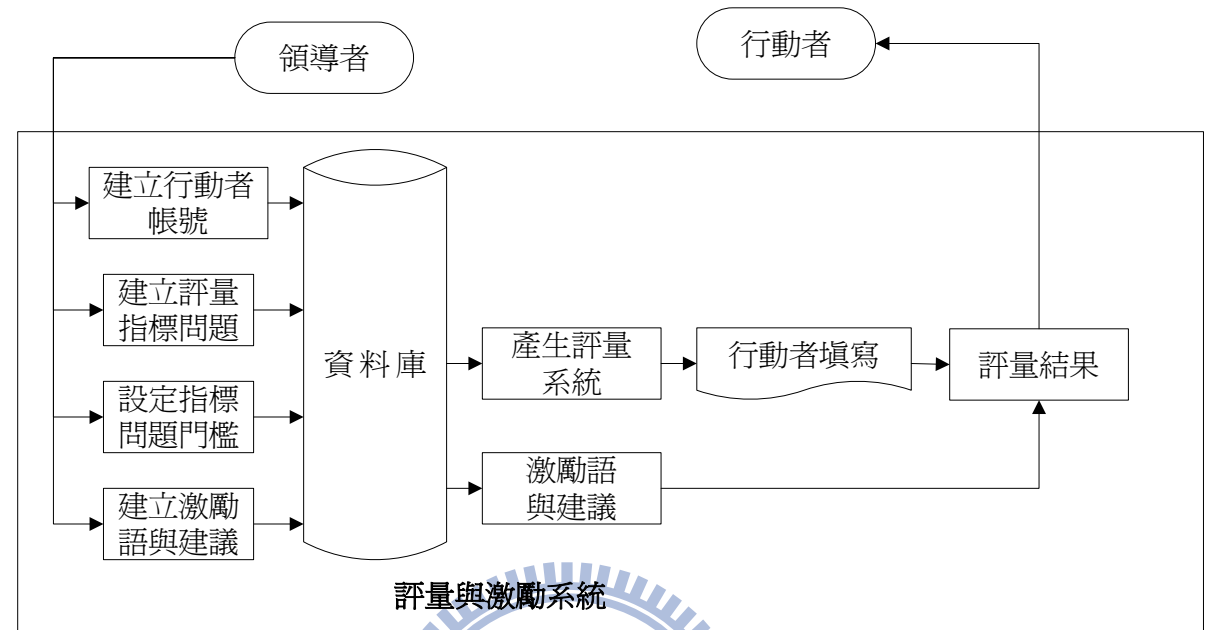 領導者
行動者
建立行動者
帳號
建立評量
指標問題
設定指標
問題門檻
建立激勵
語與建議
資料庫
產生評量
系統
行動者填寫
評量結果
激勵語
與建議
評量與激勵系統